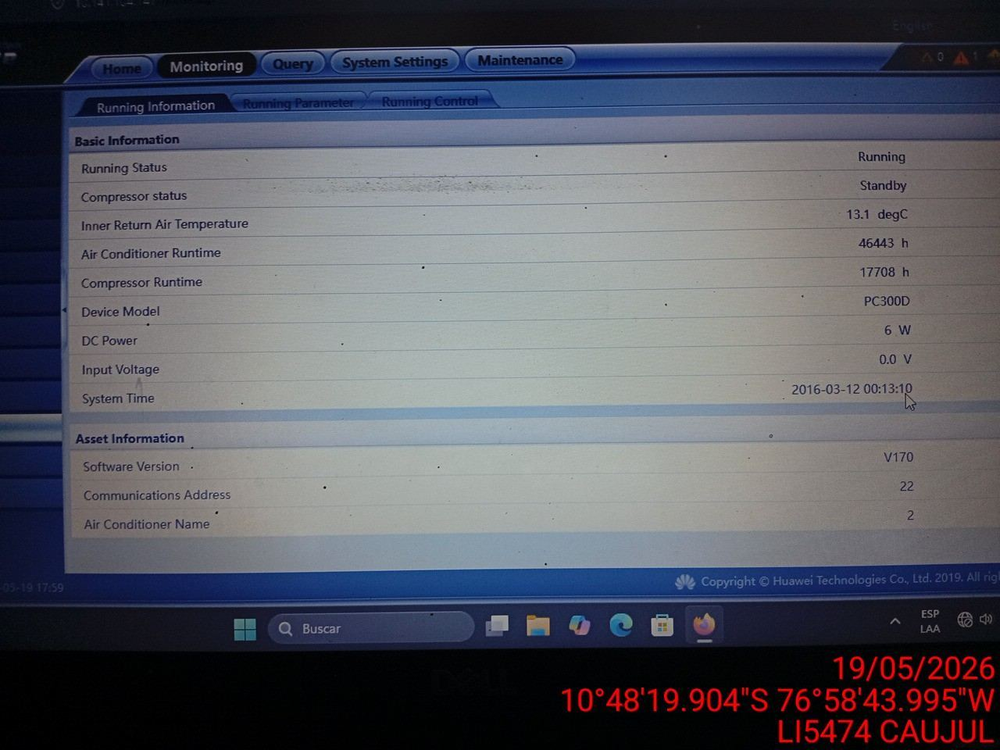 English
Home Monitoring Query System Settings Maintenance
0 1
Running Information Running Parameter Running Control
Basic Information
Running Status Running
Compressor status Standby
Inner Return Air Temperature 13.1 degC
Air Conditioner Runtime 46443 h
Compressor Runtime 17708 h
Device Model PC300D
DC Power 6 W
Input Voltage 0.0 V
System Time 2016-03-12 00:13:10
Asset Information
Software Version V170
Communications Address 22
Air Conditioner Name 2
-05-19 17:59
Copyright © Huawei Technologies Co., Ltd. 2019. All rig
Buscar
ESP
LAA
DELL
19/05/2026
10°48'19.904"S 76°58'43.995"W
LI5474 CAUJUL